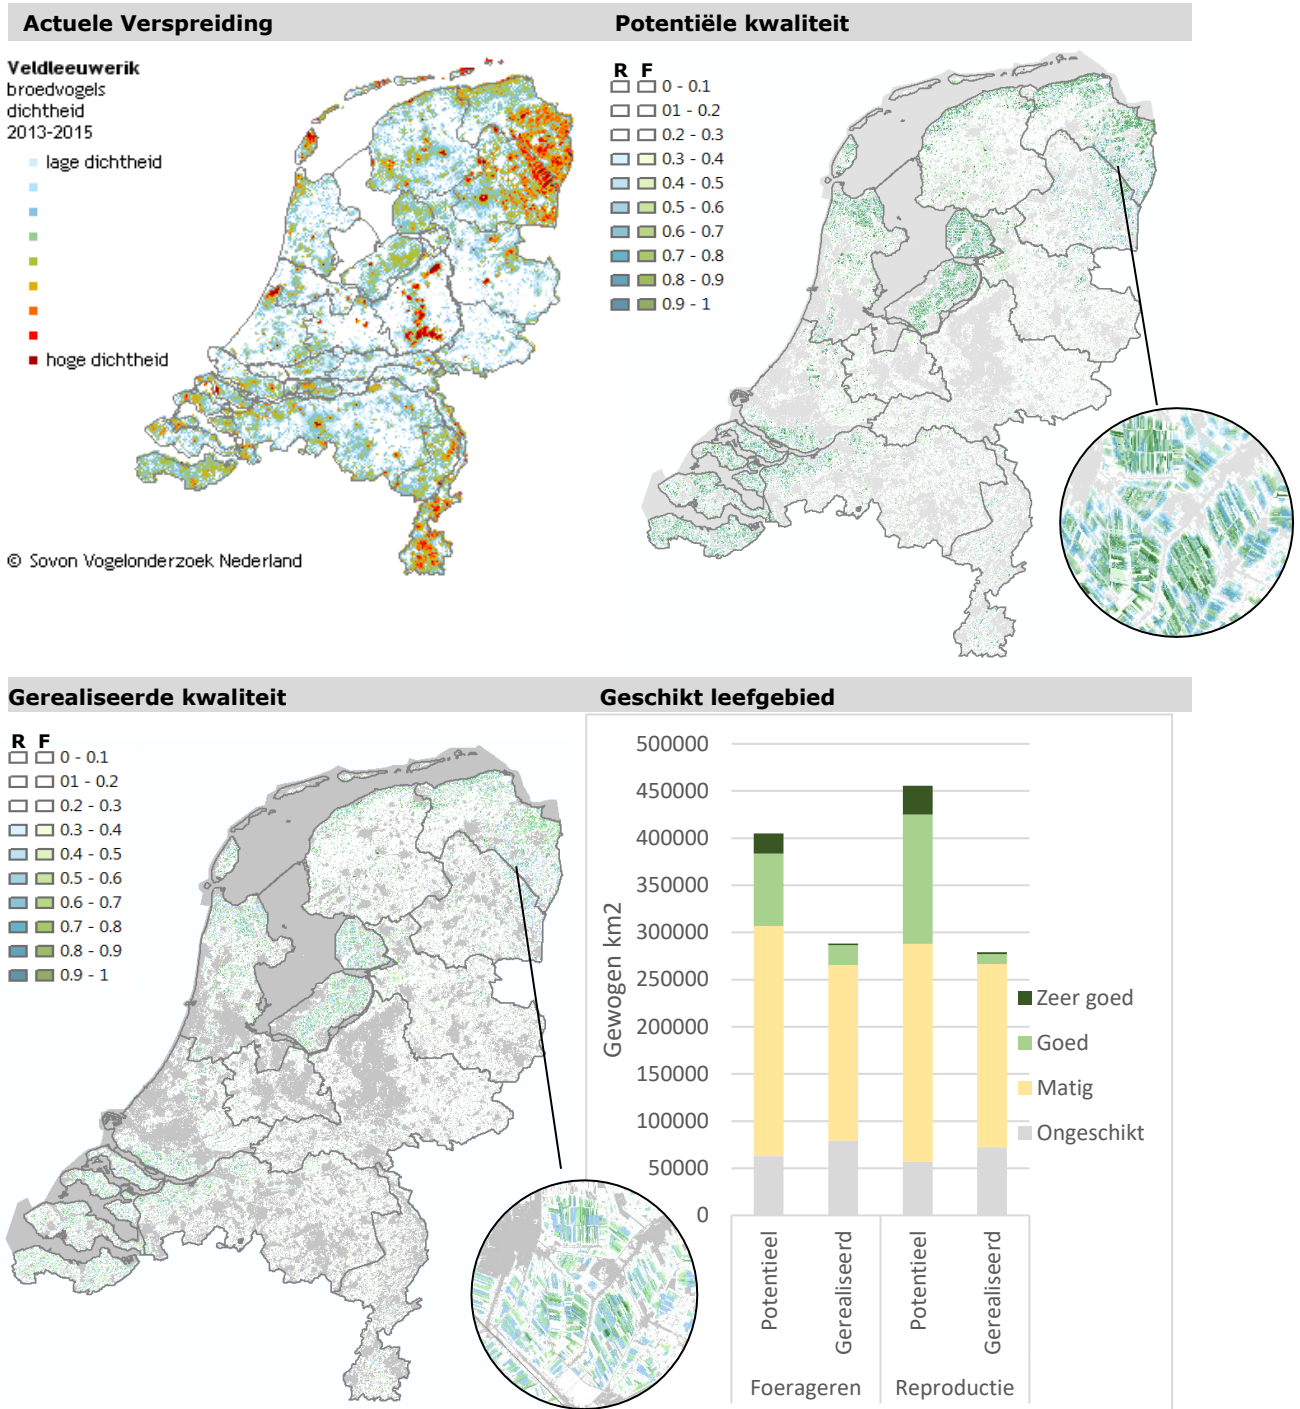 Actuele Verspreiding
Potentiële kwaliteit
Veldleeuwerik
broedvogels
dichtheid
2013-2015
lage dichtheid
hoge dichtheid
© Sovon Vogelonderzoek Nederland
R F
0 - 0.1
01 - 0.2
0.2 - 0.3
0.3 - 0.4
0.4 - 0.5
0.5 - 0.6
0.6 - 0.7
0.7 - 0.8
0.8 - 0.9
0.9 - 1
Gerealiseerde kwaliteit
Geschikt leefgebied
R F
0 - 0.1
01 - 0.2
0.2 - 0.3
0.3 - 0.4
0.4 - 0.5
0.5 - 0.6
0.6 - 0.7
0.7 - 0.8
0.8 - 0.9
0.9 - 1
Gewogen km2
500000
450000
400000
350000
300000
250000
200000
150000
100000
50000
0
Zeer goed
Goed
Matig
Ongeschikt
Potentieel
Gerealiseerd
Potentieel
Gerealiseerd
Foerageren
Reproductie